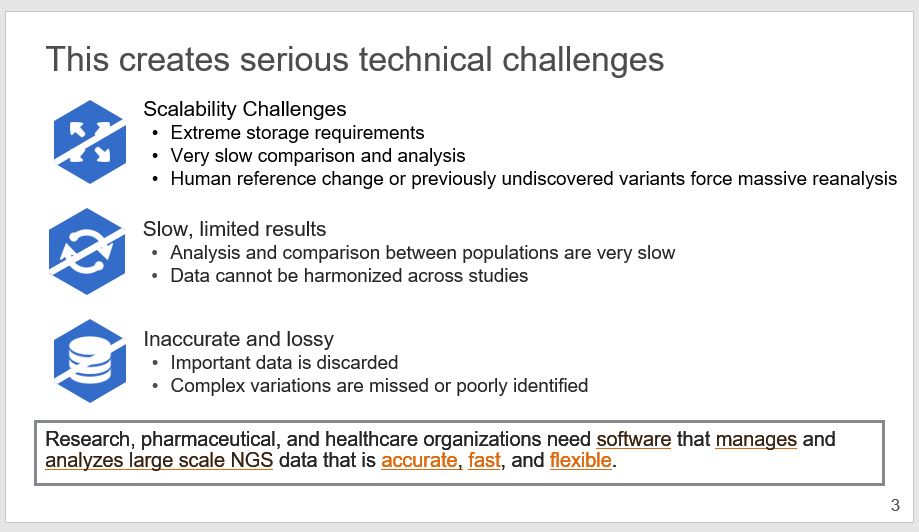 This creates serious technical challenges
Scalability Challenges
• Extreme storage requirements
• Very slow comparison and analysis
• Human reference change or previously undiscovered variants force massive reanalysis
Slow, limited results
• Analysis and comparison between populations are very slow
• Data cannot be harmonized across studies
Inaccurate and lossy
• Important data is discarded
• Complex variations are missed or poorly identified
Research, pharmaceutical, and healthcare organizations need software that manages and
analyzes large scale NGS data that is accurate, fast, and flexible.
3